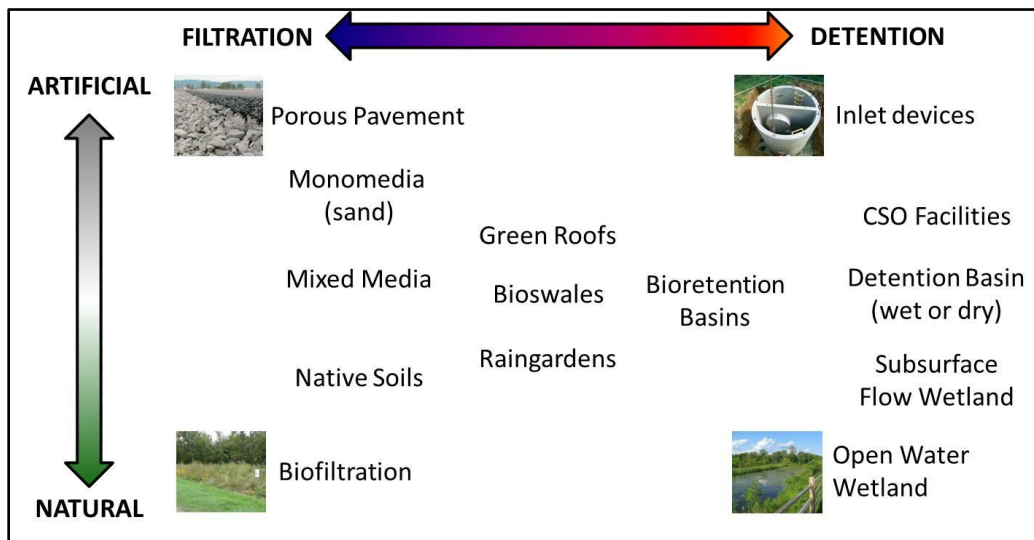 FILTRATION
DETENTION
ARTIFICIAL
Porous Pavement
Inlet devices
Monomedia
(sand)
CSO Facilities
Green Roofs
Mixed Media
Bioswales
Bioretention
Basins
Detention Basin
(wet or dry)
Raingardens
Native Soils
Subsurface
Flow Wetland
Biofiltration
Open Water
Wetland
NATURAL